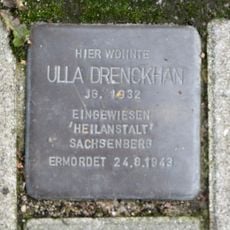 HIER WOHNTE
ULLA DRENCKHAN
JG. 1932
EINGEWIESEN
'HEILANSTALT'
SACHSENBERG
ERMORDET 24.8.1943